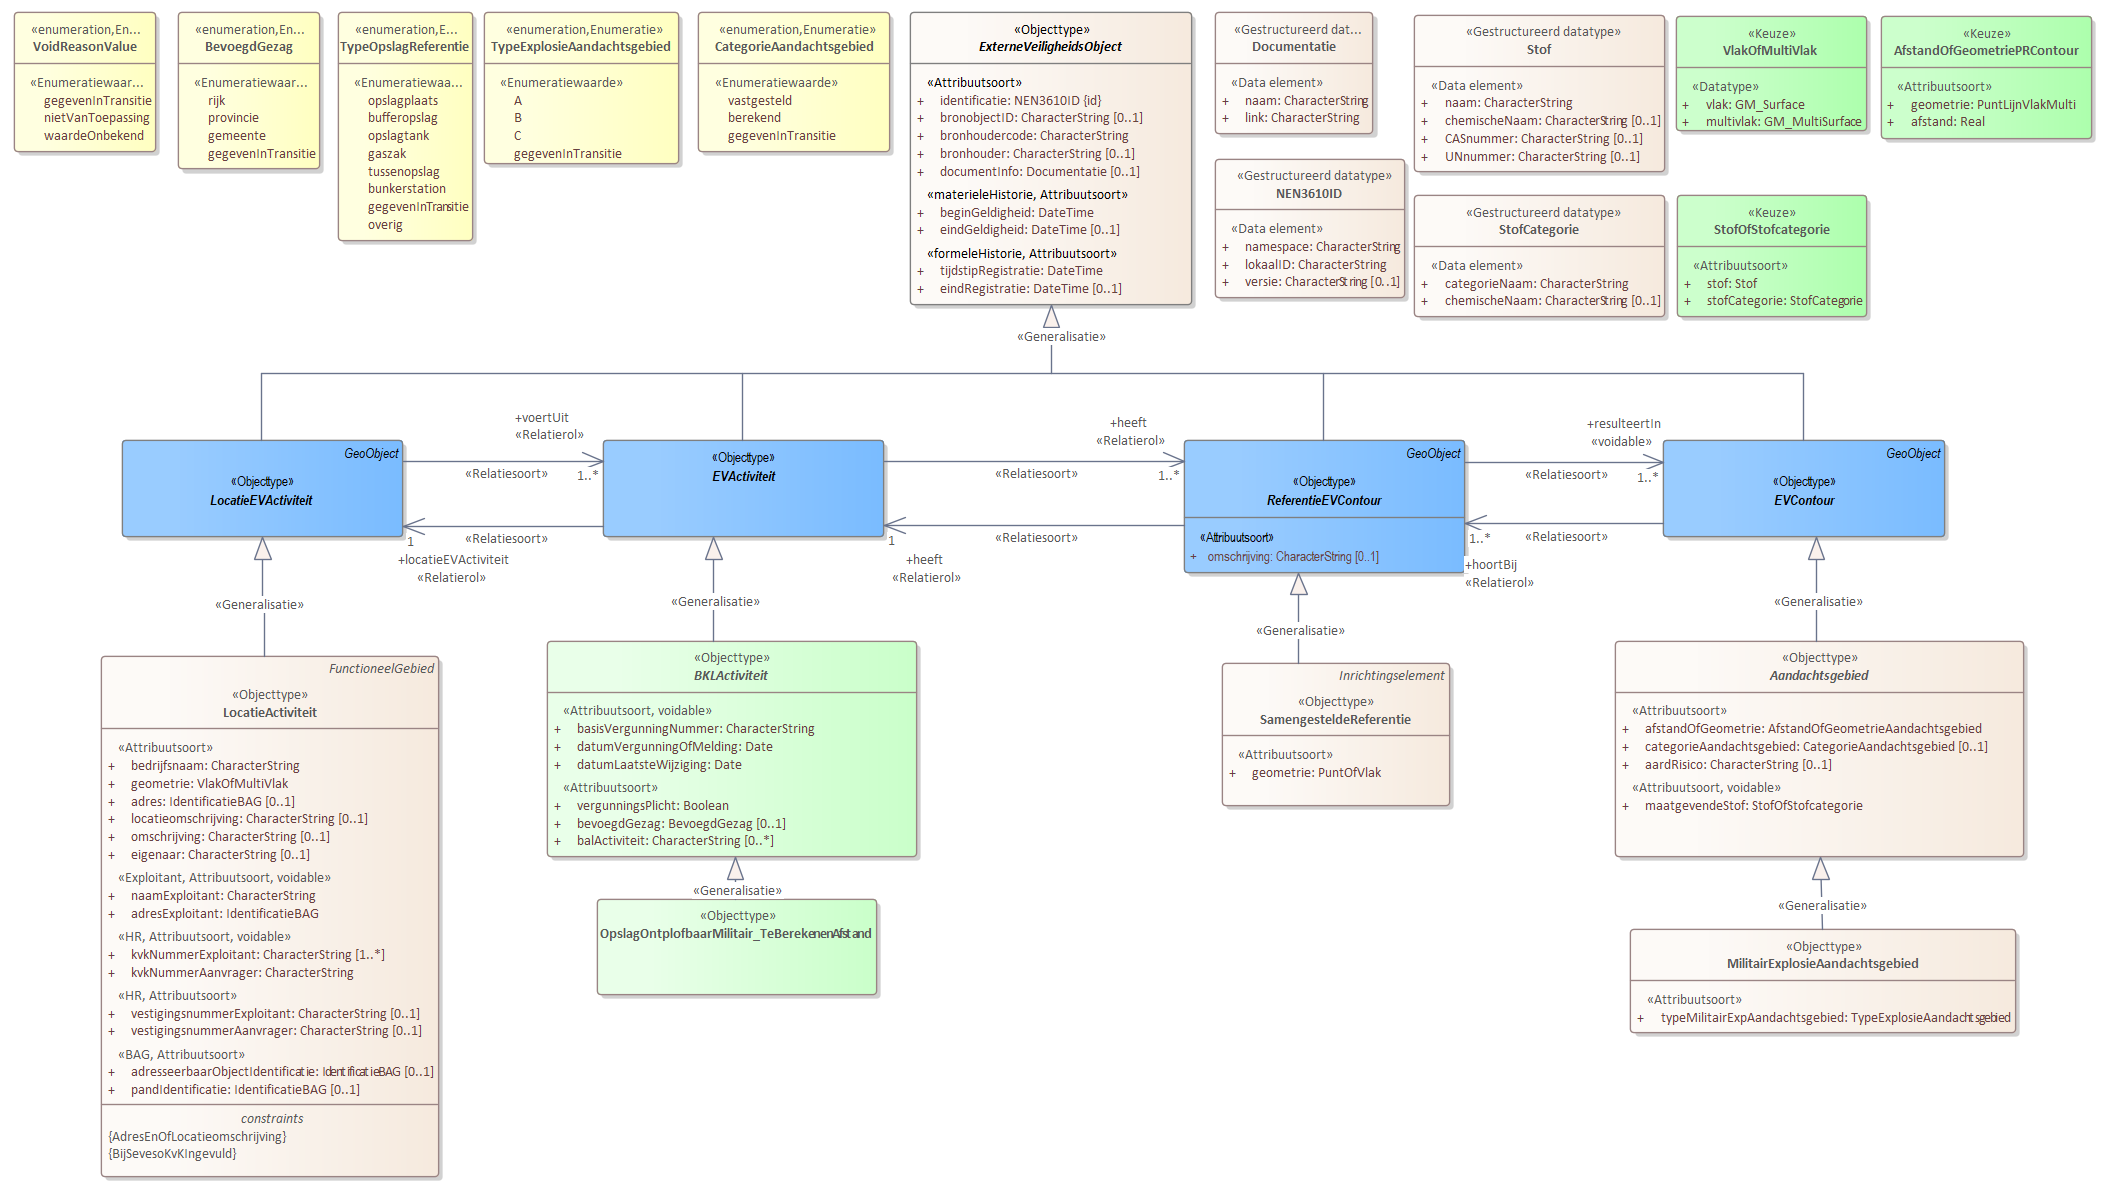 «enumeration,En...
VoidReasonValue
«Enumeratiewaar...
gegevenInTransitie
nietVanToepassing
waardeOnbekend
«enumeration,En...
BevoegdGezag
«Enumeratiewaar...
rijk
provincie
gemeente
gegevenInTransitie
«enumeration,E...
TypeOpslagReferentie
«Enumeratiewaa...
opslagplaats
bufferopslag
opslagtank
gaszak
tussenopslag
bunkerstation
gegevenInTransitie
overig
«enumeration,Enumeratie»
TypeExplosieAandachtsgebied
«Enumeratiewaarde»
A
B
C
gegevenInTransitie
«enumeration,Enumeratie»
CategorieAandachtsgebied
«Enumeratiewaarde»
vastgesteld
berekend
gegevenInTransitie
«Objecttype»
ExterneVeiligheidsObject
«Attribuutsoort»
+ identificatie: NEN3610ID {id}
+ bronobjectID: CharacterString [0..1]
+ bronhoudercode: CharacterString
+ bronhouder: CharacterString [0..1]
+ documentInfo: Documentatie [0..1]
«materieleHistorie, Attribuutsoort»
+ beginGeldigheid: DateTime
+ eindGeldigheid: DateTime [0..1]
«formeleHistorie, Attribuutsoort»
+ tijdstipRegistratie: DateTime
+ eindRegistratie: DateTime [0..1]
«Gestructureerd dat...
Documentatie
«Data element»
+ naam: CharacterString
+ link: CharacterString
«Gestructureerd datatype»
NEN3610ID
«Data element»
+ namespace: CharacterString
+ lokaalID: CharacterString
+ versie: CharacterString [0..1]
«Gestructureerd datatype»
Stof
«Data element»
+ naam: CharacterString
+ chemischeNaam: CharacterString [0..1]
+ CASnummer: CharacterString [0..1]
+ UNnummer: CharacterString [0..1]
«Gestructureerd datatype»
StofCategorie
«Data element»
+ categorieNaam: CharacterString
+ chemischeNaam: CharacterString [0..1]
«Keuze»
VlakOfMultiVlak
«Datatype»
+ vlak: GM_Surface
+ multivlak: GM_MultiSurface
«Keuze»
StofOfStofcategorie
«Attribuutsoort»
+ stof: Stof
+ stofCategorie: StofCategorie
«Keuze»
AfstandOfGeometriePRContour
«Attribuutsoort»
+ geometrie: PuntLijnVlakMulti
+ afstand: Real
«Generalisatie»
GeoObject
«Objecttype»
LocatieEVActiviteit
+voertUit
«Relatierol»
«Relatiesoort»
1..*
«Relatiesoort»
1
+locatieEVActiviteit
«Relatierol»
«Objecttype»
EVActiviteit
+heeft
«Relatierol»
«Relatiesoort»
1..*
«Relatiesoort»
1
+heeft
«Relatierol»
GeoObject
«Objecttype»
ReferentieEVContour
«Attribuutsoort»
+ omschrijving: CharacterString [0..1]
+resulteertIn
«voidable»
«Relatiesoort»
1..*
«Relatiesoort»
1..*
+hoortBij
«Relatierol»
GeoObject
«Objecttype»
EVContour
«Generalisatie»
«Generalisatie»
«Generalisatie»
«Generalisatie»
FunctioneelGebied
«Objecttype»
LocatieActiviteit
«Attribuutsoort»
+ bedrijfsnaam: CharacterString
+ geometrie: VlakOfMultiVlak
+ adres: IdentificatieBAG [0..1]
+ locatieomschrijving: CharacterString [0..1]
+ omschrijving: CharacterString [0..1]
+ eigenaar: CharacterString [0..1]
«Exploitant, Attribuutsoort, voidable»
+ naamExploitant: CharacterString
+ adresExploitant: IdentificatieBAG
«HR, Attribuutsoort, voidable»
+ kvkNummerExploitant: CharacterString [1..*]
+ kvkNummerAanvrager: CharacterString
«HR, Attribuutsoort»
+ vestigingsnummerExploitant: CharacterString [0..1]
+ vestigingsnummerAanvrager: CharacterString [0..1]
«BAG, Attribuutsoort»
+ adresseerbaarObjectIdentificatie: IdentificatieBAG [0..1]
+ pandIdentificatie: IdentificatieBAG [0..1]
constraints
{AdresEnOfLocatieomschrijving}
{BijSevesoKvKIngevuld}
«Objecttype»
BKLActiviteit
«Attribuutsoort, voidable»
+ basisVergunningNummer: CharacterString
+ datumVergunningOfMelding: Date
+ datumLaatsteWijziging: Date
«Attribuutsoort»
+ vergunningsPlicht: Boolean
+ bevoegdGezag: BevoegdGezag [0..1]
+ balActiviteit: CharacterString [0..*]
«Generalisatie»
«Objecttype»
OpslagOntplofbaarMilitair_TeBerekenenAfstand
Inrichtingselement
«Objecttype»
SamengesteldeReferentie
«Attribuutsoort»
+ geometrie: PuntOfVlak
«Objecttype»
Aandachtsgebied
«Attribuutsoort»
+ afstandOfGeometrie: AfstandOfGeometrieAandachtsgebied
+ categorieAandachtsgebied: CategorieAandachtsgebied [0..1]
+ aardRisico: CharacterString [0..1]
«Attribuutsoort, voidable»
+ maatgevendeStof: StofOfStofcategorie
«Generalisatie»
«Objecttype»
MilitairExplosieAandachtsgebied
«Attribuutsoort»
+ typeMilitairExpAandachtsgebied: TypeExplosieAandachtsgebied